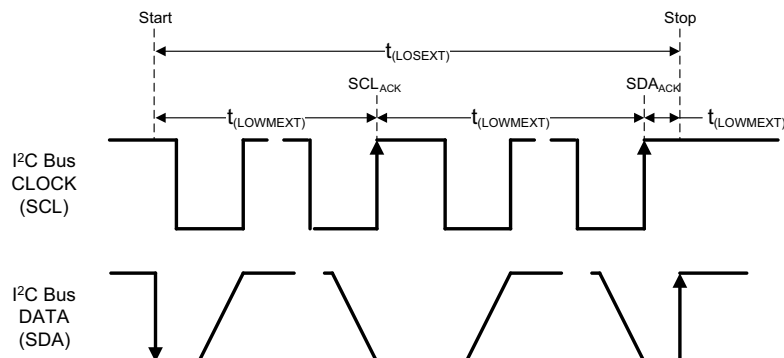 Start
Stop
t(LOSEXT)
SCLACK
SDAACK
t(LOWMEXT)
t(LOWMEXT)
t(LOWMEXT)
I²C Bus
CLOCK
(SCL)
I²C Bus
DATA
(SDA)